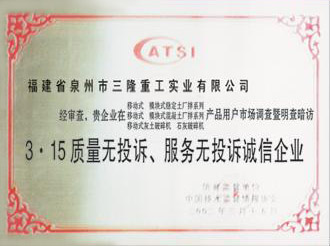 CATSI
福建省泉州市三隆重工实业有限公司
经审查，贵企业在
移动式 模块式稳定土厂拌系列
移动式 模块式混凝土厂拌系列
移动式灰土破碎机 石灰破碎机
产品用户市场调查暨明查暗访
3·15质量无投诉、服务无投诉诚信企业